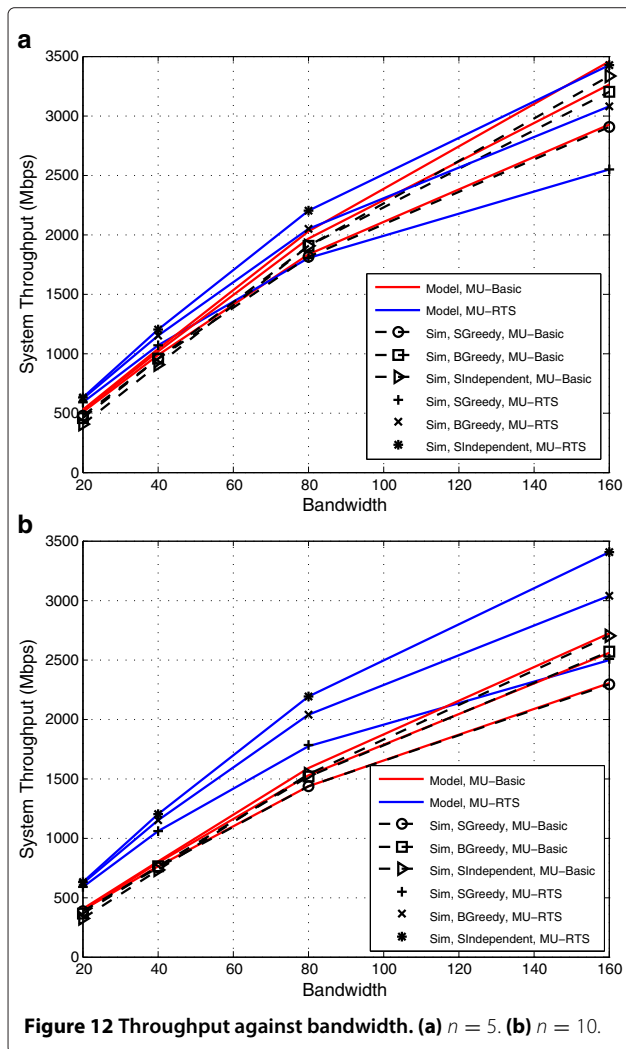 a
3500
3000
2500
2000
1500
1000
500
0
System Throughput (Mbps)
20 40 60 80 100 120 140 160
Bandwidth
Model, MU−Basic
Model, MU−RTS
Sim, SGreedy, MU−Basic
Sim, BGreedy, MU−Basic
Sim, SIndependent, MU−Basic
Sim, SGreedy, MU−RTS
Sim, BGreedy, MU−RTS
Sim, SIndependent, MU−RTS
b
3500
3000
2500
2000
1500
1000
500
0
System Throughput (Mbps)
20 40 60 80 100 120 140 160
Bandwidth
Model, MU−Basic
Model, MU−RTS
Sim, SGreedy, MU−Basic
Sim, BGreedy, MU−Basic
Sim, SIndependent, MU−Basic
Sim, SGreedy, MU−RTS
Sim, BGreedy, MU−RTS
Sim, SIndependent, MU−RTS
Figure 12 Throughput against bandwidth. (a) n = 5. (b) n = 10.